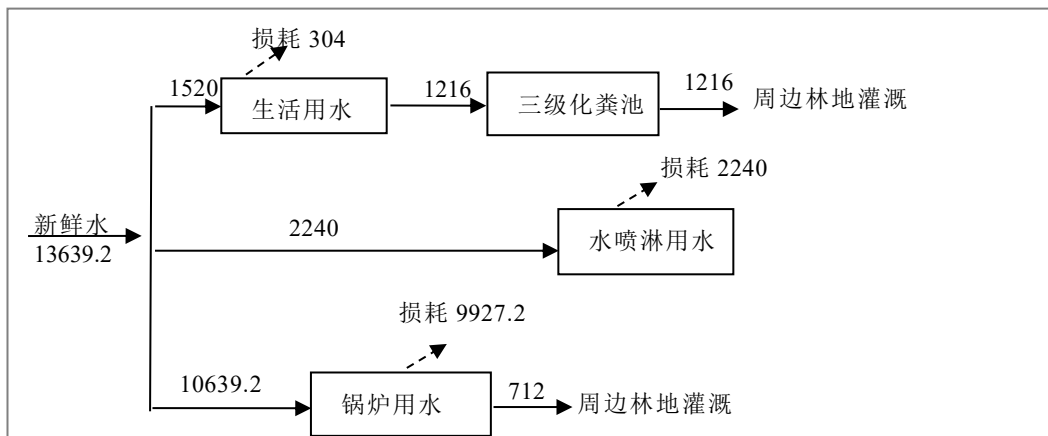 损耗 304
1520
生活用水
1216
三级化粪池
1216
周边林地灌溉
损耗 2240
新鲜水
13639.2
2240
水喷淋用水
损耗 9927.2
10639.2
锅炉用水
712
周边林地灌溉